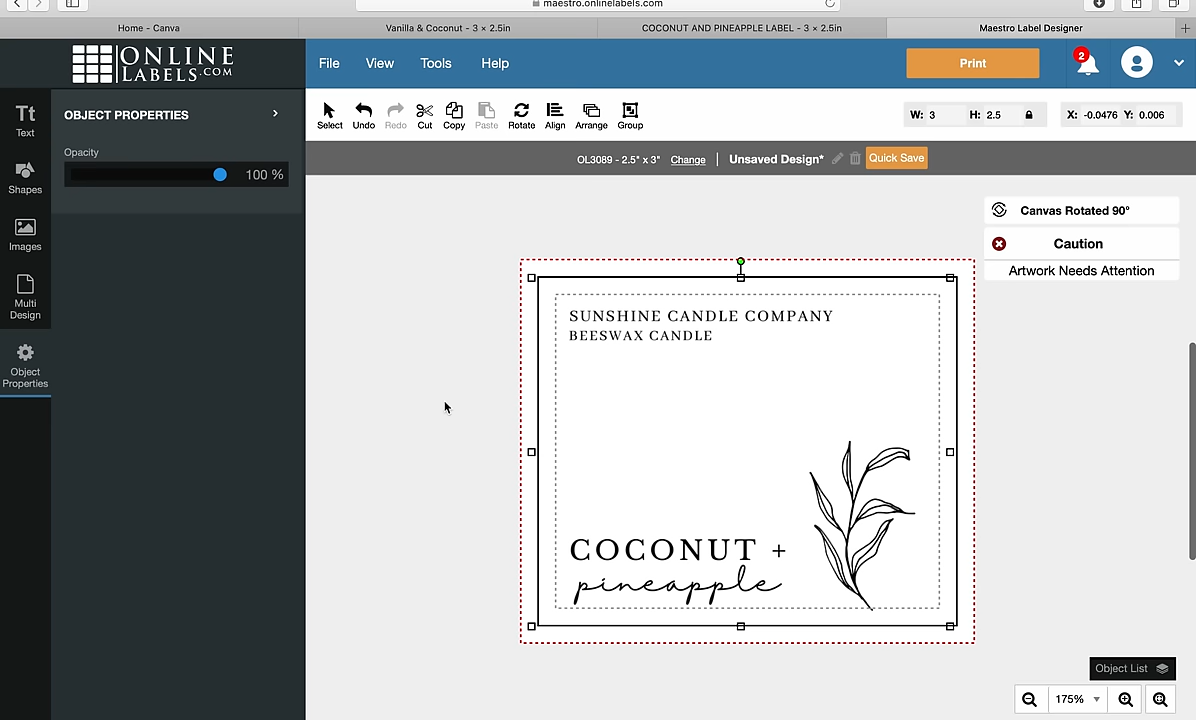 maestro.onlinelabels.com
Home - Canva
Vanilla & Coconut - 3 × 2.5in
COCONUT AND PINEAPPLE LABEL - 3 × 2.5in
Maestro Label Designer
ONLINE
LABELS.COM
File
View
Tools
Help
Print
2
Tt
Text
Shapes
Images
Multi
Design
Object
Properties
OBJECT PROPERTIES
Opacity
100 %
Select
Undo
Redo
Cut
Copy
Paste
Rotate
Align
Arrange
Group
W: 3
H: 2.5
X: -0.0476
Y: 0.006
OL3089 - 2.5" x 3"
Change
|
Unsaved Design*
Quick Save
Canvas Rotated 90°
Caution
Artwork Needs Attention
SUNSHINE CANDLE COMPANY
BEESWAX CANDLE
COCONUT +
pineapple
Object List
175%